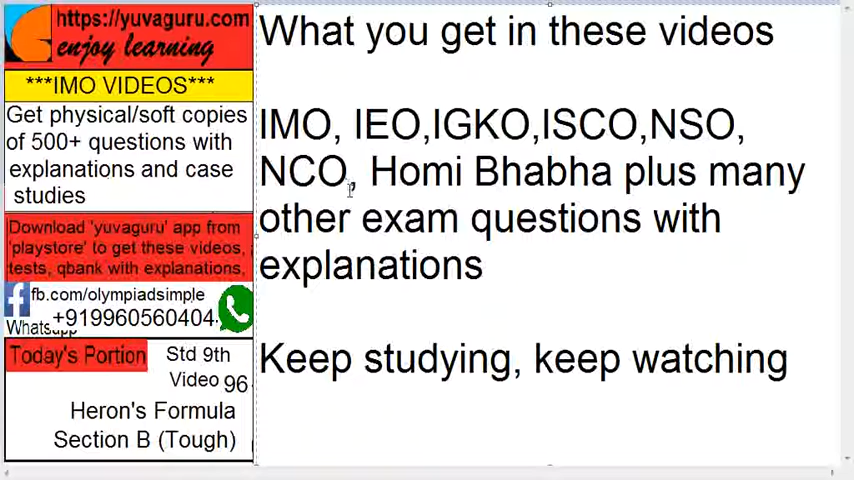 https://yuvaguru.com
enjoy learning
***IMO VIDEOS***
Get physical/soft copies
of 500+ questions with
explanations and case
studies
Download 'yuvaguru' app from
'playstore' to get these videos,
tests, qbank with explanations,
fb.com/olympiadsimple
+919960560404
Whatsapp
Today's Portion
Std 9th
Video 96
Heron's Formula
Section B (Tough)
What you get in these videos
IMO, IEO,IGKO,ISCO,NSO,
NCO, Homi Bhabha plus many
other exam questions with
explanations
Keep studying, keep watching